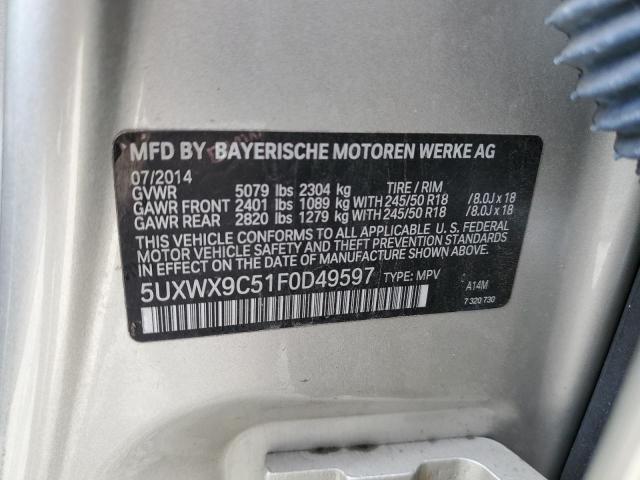 MFD BY BAYERISCHE MOTOREN WERKE AG
07/2014
GVWR 5079 lbs 2304 kg TIRE / RIM
GAWR FRONT 2401 lbs 1089 kg WITH 245/50 R18 / 8.0J x 18
GAWR REAR 2820 lbs 1279 kg WITH 245/50 R18 / 8.0J x 18
THIS VEHICLE CONFORMS TO ALL APPLICABLE U. S. FEDERAL
MOTOR VEHICLE SAFETY AND THEFT PREVENTION STANDARDS
IN EFFECT ON THE DATE OF MANUFACTURE SHOWN ABOVE.
5UXWX9C51F0D49597 TYPE: MPV
A14M
7 320 730